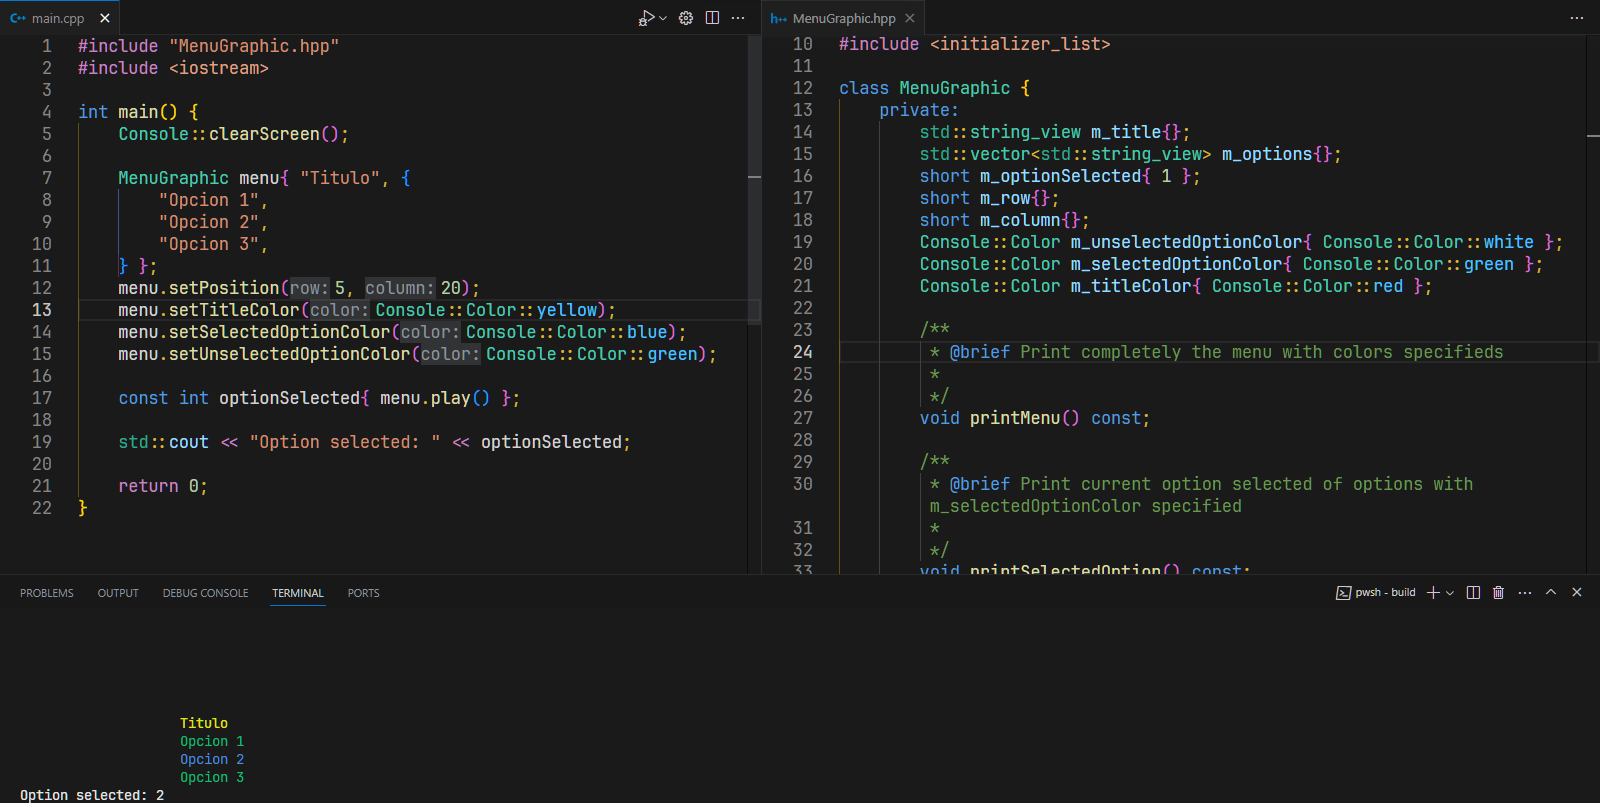 C++ main.cpp
1 #include "MenuGraphic.hpp"
2 #include <iostream>
3
4 int main() {
5 Console::clearScreen();
6
7 MenuGraphic menu{ "Titulo", {
8 "Opcion 1",
9 "Opcion 2",
10 "Opcion 3",
11 } };
12 menu.setPosition(row: 5, column: 20);
13 menu.setTitleColor(color: Console::Color::yellow);
14 menu.setSelectedOptionColor(color: Console::Color::blue);
15 menu.setUnselectedOptionColor(color: Console::Color::green);
16
17 const int optionSelected{ menu.play() };
18
19 std::cout << "Option selected: " << optionSelected;
20
21 return 0;
22 }
h++ MenuGraphic.hpp
10 #include <initializer_list>
11
12 class MenuGraphic {
13 private:
14 std::string_view m_title{};
15 std::vector<std::string_view> m_options{};
16 short m_optionSelected{ 1 };
17 short m_row{};
18 short m_column{};
19 Console::Color m_unselectedOptionColor{ Console::Color::white };
20 Console::Color m_selectedOptionColor{ Console::Color::green };
21 Console::Color m_titleColor{ Console::Color::red };
22
23 /**
24 * @brief Print completely the menu with colors specifieds
25 *
26 */
27 void printMenu() const;
28
29 /**
30 * @brief Print current option selected of options with
m_selectedOptionColor specified
31 *
32 */
33 void printSelectedOption() const;
PROBLEMS OUTPUT DEBUG CONSOLE TERMINAL PORTS pwsh - build
Titulo
Opcion 1
Opcion 2
Opcion 3
Option selected: 2